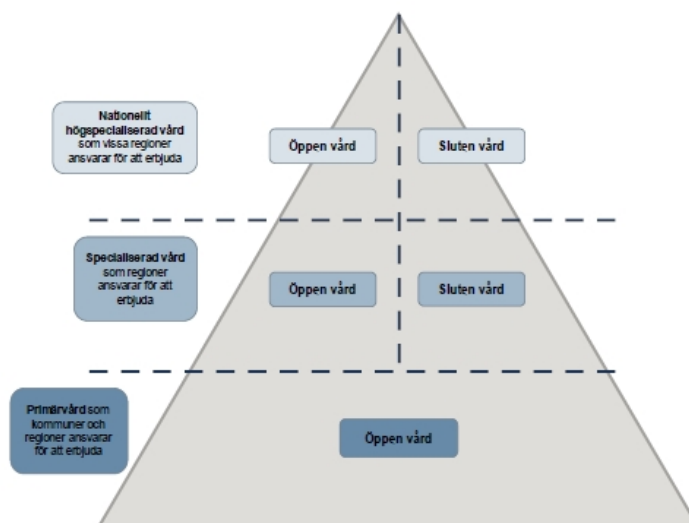 Nationellt
högspecialiserad vård
som vissa regioner
ansvarar för att erbjuda
Öppen vård
Sluten vård
Specialiserad vård
som regioner
ansvarar för att
erbjuda
Öppen vård
Sluten vård
Primärvård som
kommuner och
regioner ansvarar
för att erbjuda
Öppen vård